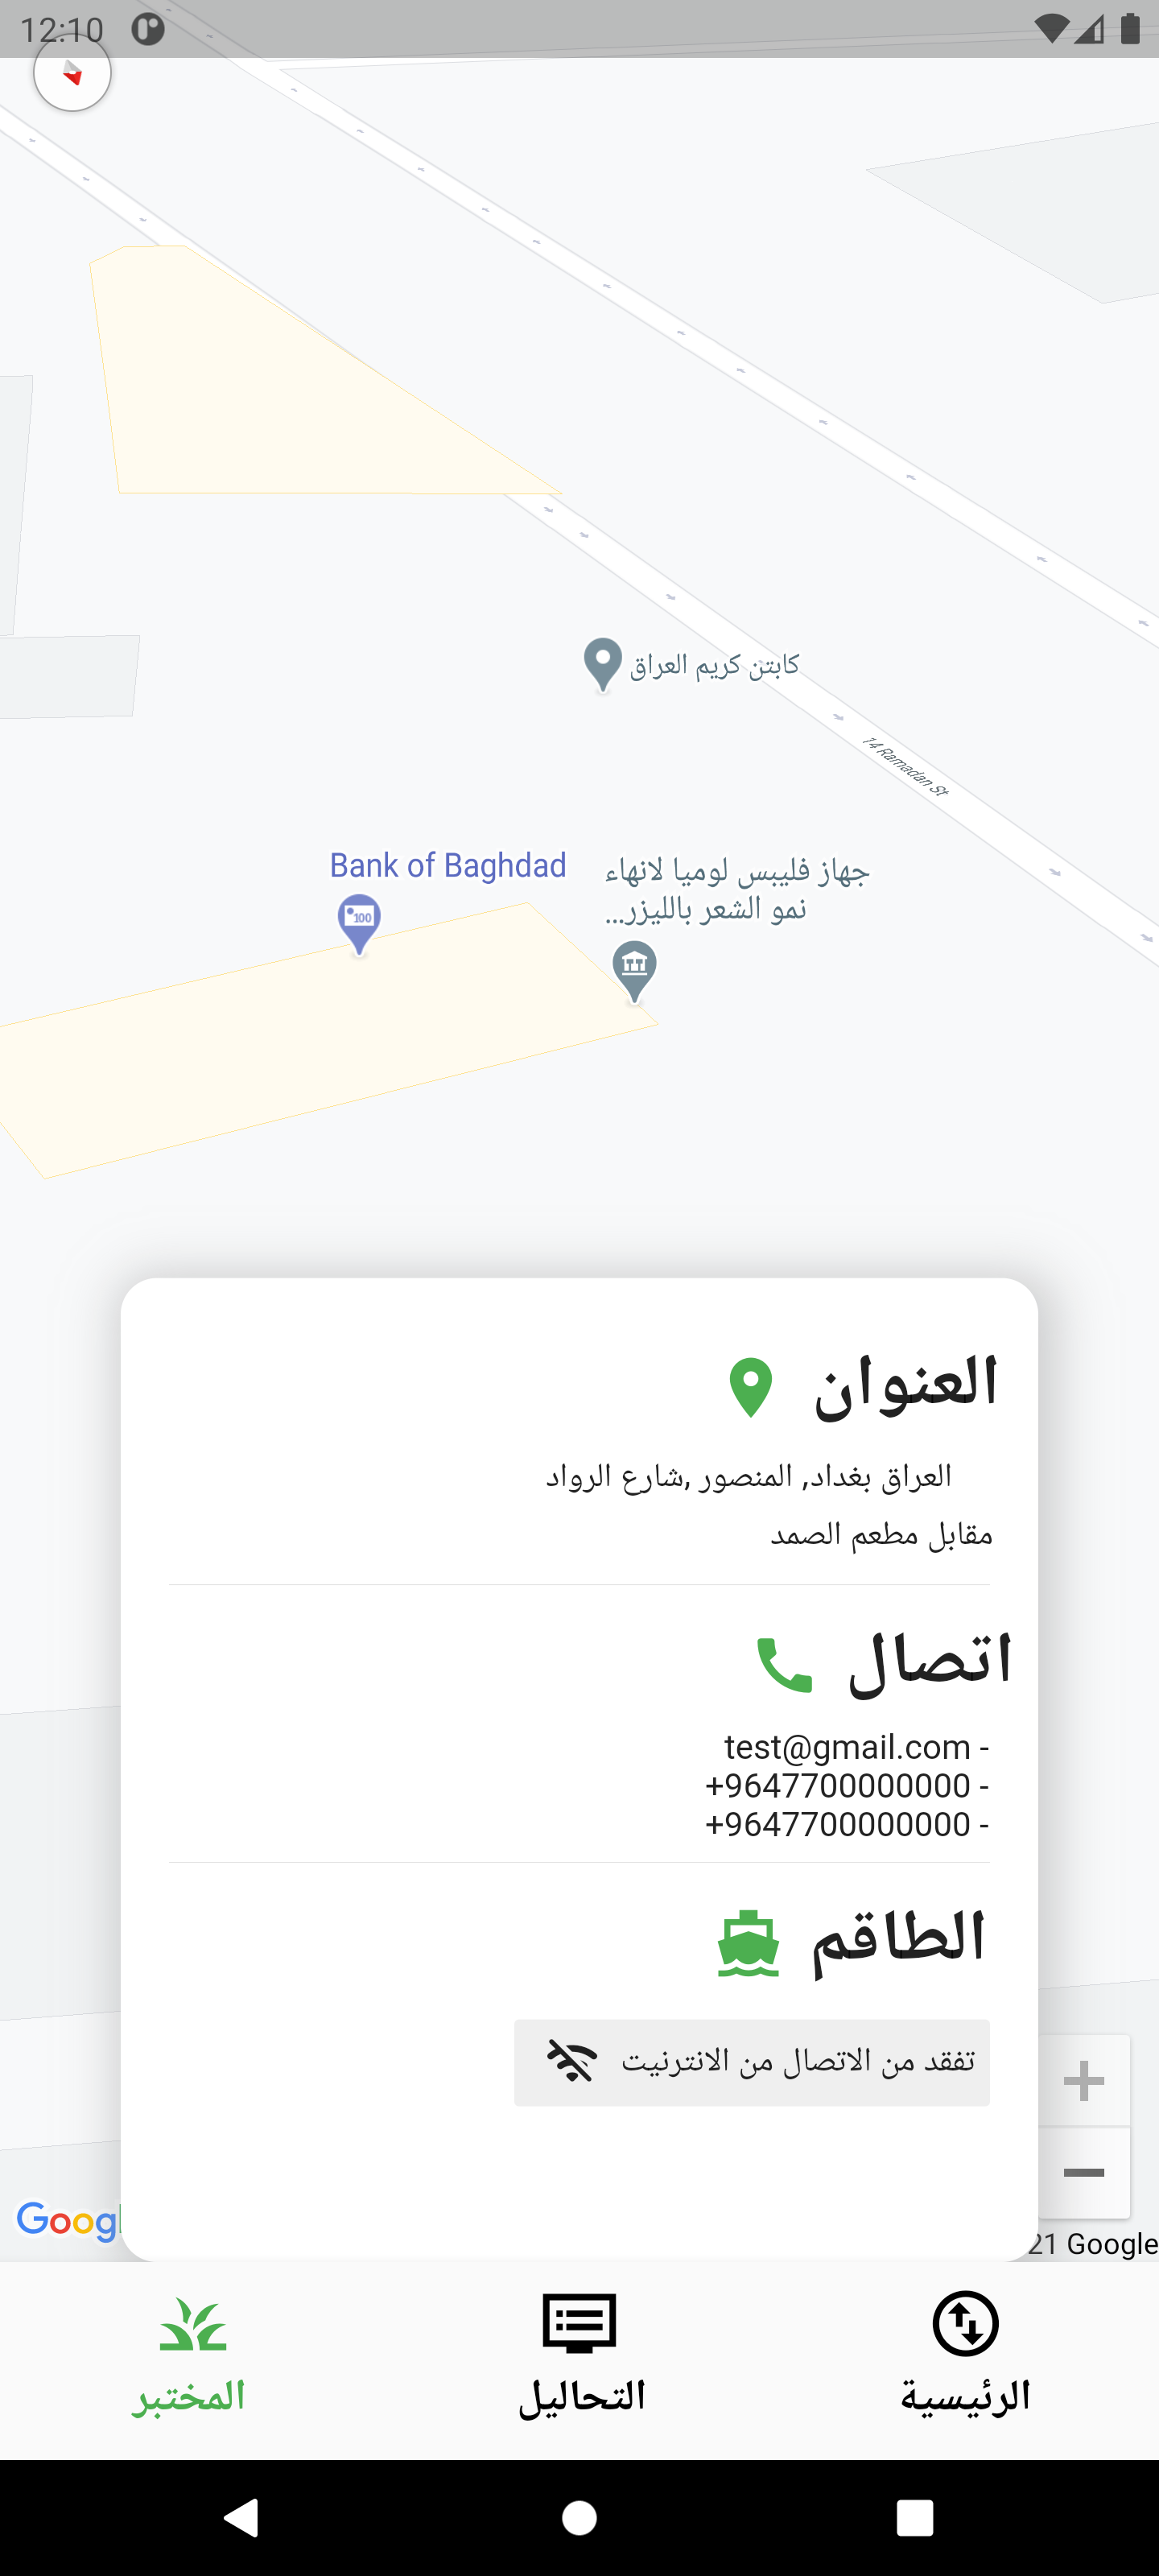 12:10
كابتن كريم العراق
14 Ramadan St
Bank of Baghdad
100
جهاز فليبس لوميا لانهاء
نمو الشعر بالليزر...
العنوان
العراق بغداد, المنصور ,شارع الرواد
مقابل مطعم الصمد
اتصال
test@gmail.com -
+9647700000000 -
+9647700000000 -
الطاقم
تفقد من الاتصال من الانترنيت
Googl
21 Google
الرئيسية
التحاليل
المختبر